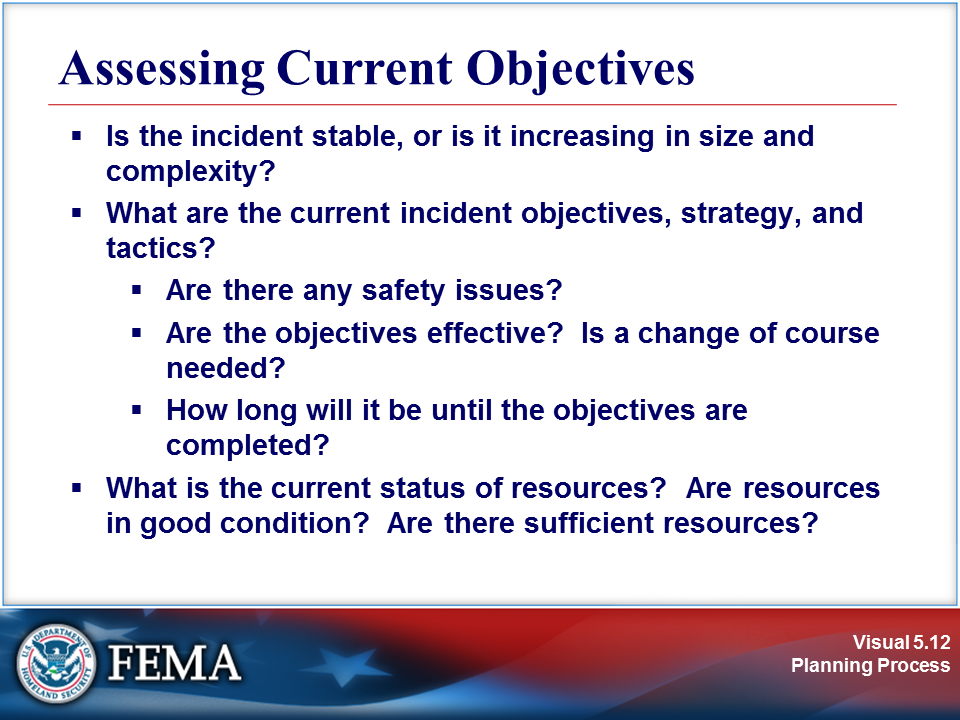 Assessing Current Objectives
▪ Is the incident stable, or is it increasing in size and
complexity?
▪ What are the current incident objectives, strategy, and
tactics?
▪ Are there any safety issues?
▪ Are the objectives effective?  Is a change of course
needed?
▪ How long will it be until the objectives are
completed?
▪ What is the current status of resources?  Are resources
in good condition?  Are there sufficient resources?
U.S. DEPARTMENT OF
HOMELAND SECURITY
FEMA
Visual 5.12
Planning Process